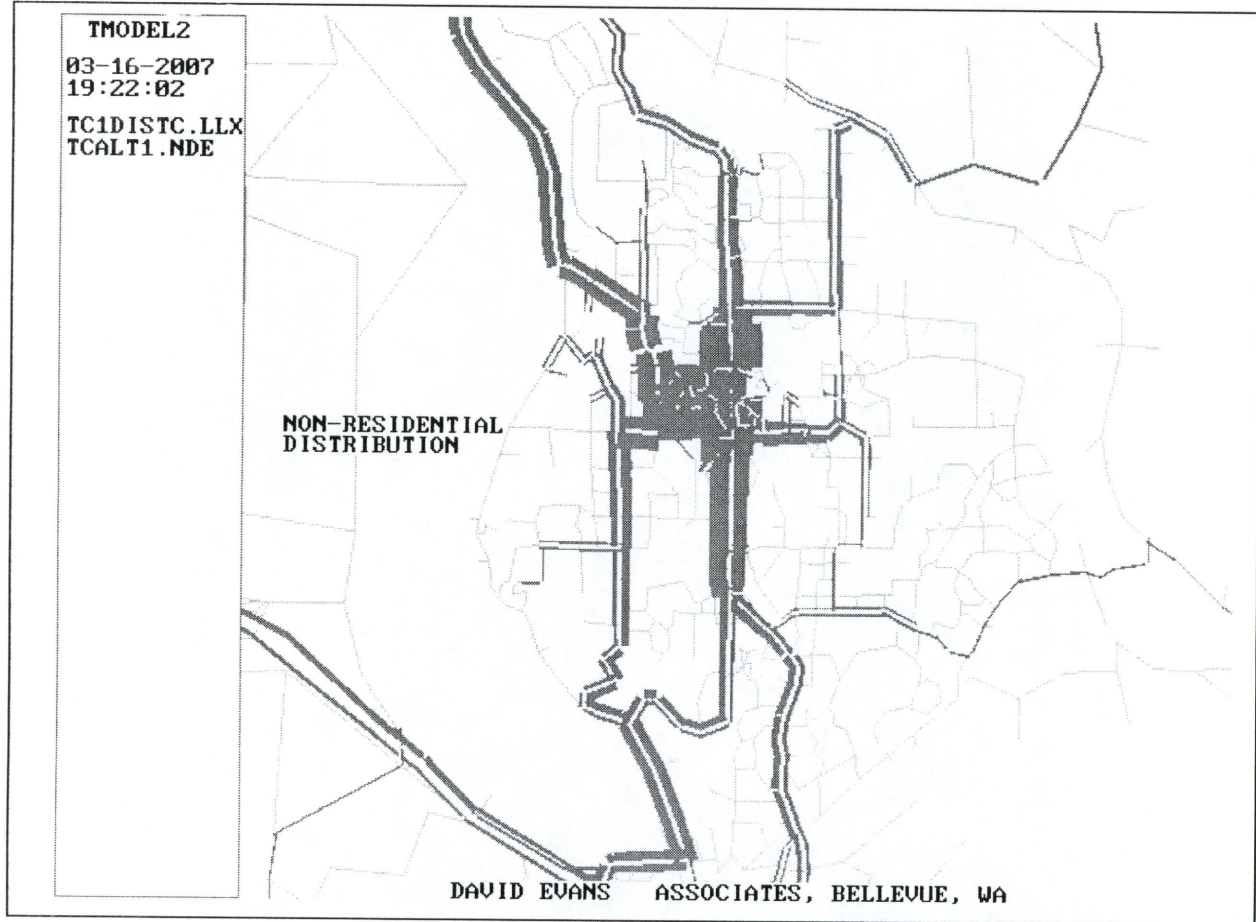 TMODEL2
03-16-2007
19:22:02
TC1DISTC.LLX
TCALT1.NDE
NON-RESIDENTIAL
DISTRIBUTION
DAVID EVANS ASSOCIATES, BELLEVUE, WA